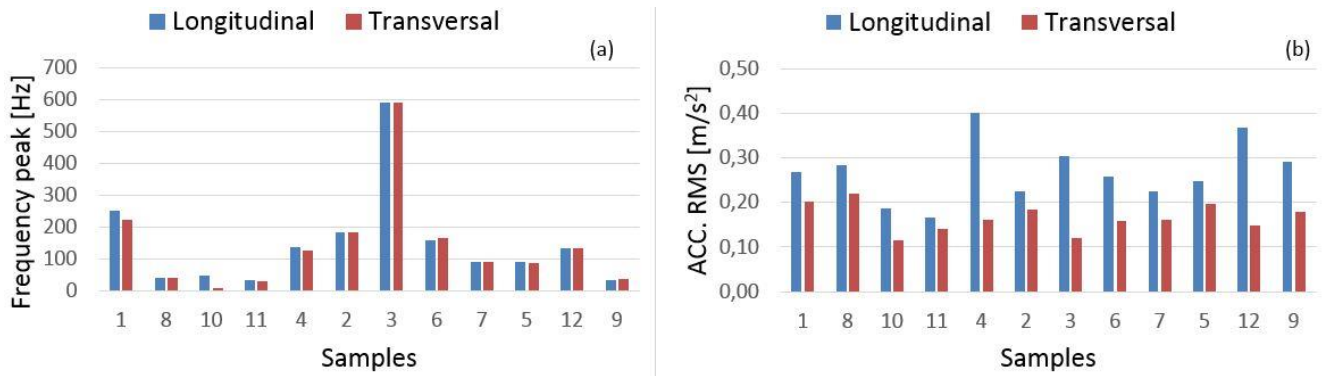 Longitudinal Transversal
(a)
Frequency peak [Hz]
700
600
500
400
300
200
100
0
1 8 10 11 4 2 3 6 7 5 12 9
Samples
Longitudinal Transversal
(b)
ACC. RMS [m/s²]
0,50
0,40
0,30
0,20
0,10
0,00
1 8 10 11 4 2 3 6 7 5 12 9
Samples